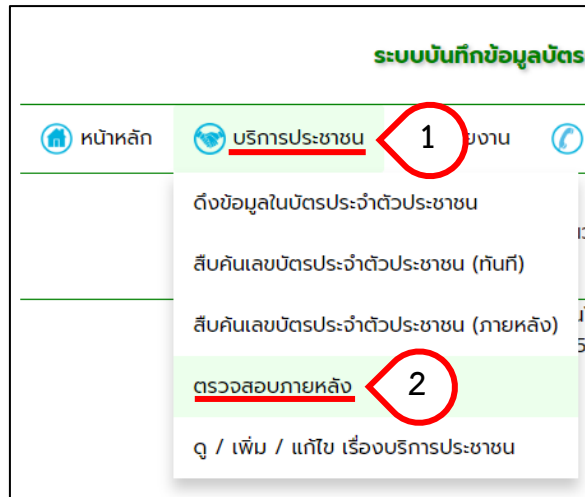 ระบบบันทึกข้อมูลบัตร
หน้าหลัก บริการประชาชน 1 ยงาน
ดึงข้อมูลในบัตรประจำตัวประชาชน
สืบค้นเลขบัตรประจำตัวประชาชน (ทันที)
สืบค้นเลขบัตรประจำตัวประชาชน (ภายหลัง)
ตรวจสอบภายหลัง 2
ดู / เพิ่ม / แก้ไข เรื่องบริการประชาชน